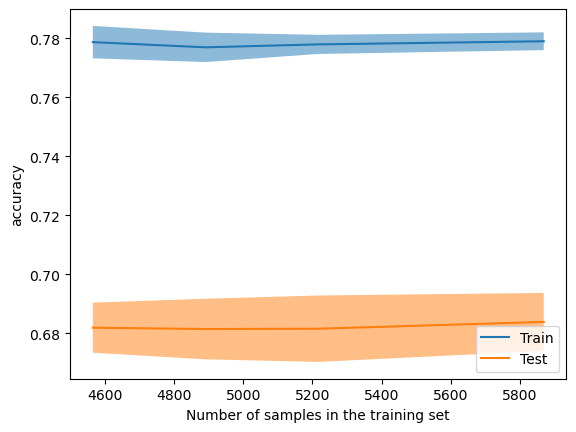 0.78
0.76
0.74
0.72
0.70
0.68
accuracy
4600 4800 5000 5200 5400 5600 5800
Number of samples in the training set
Train
Test